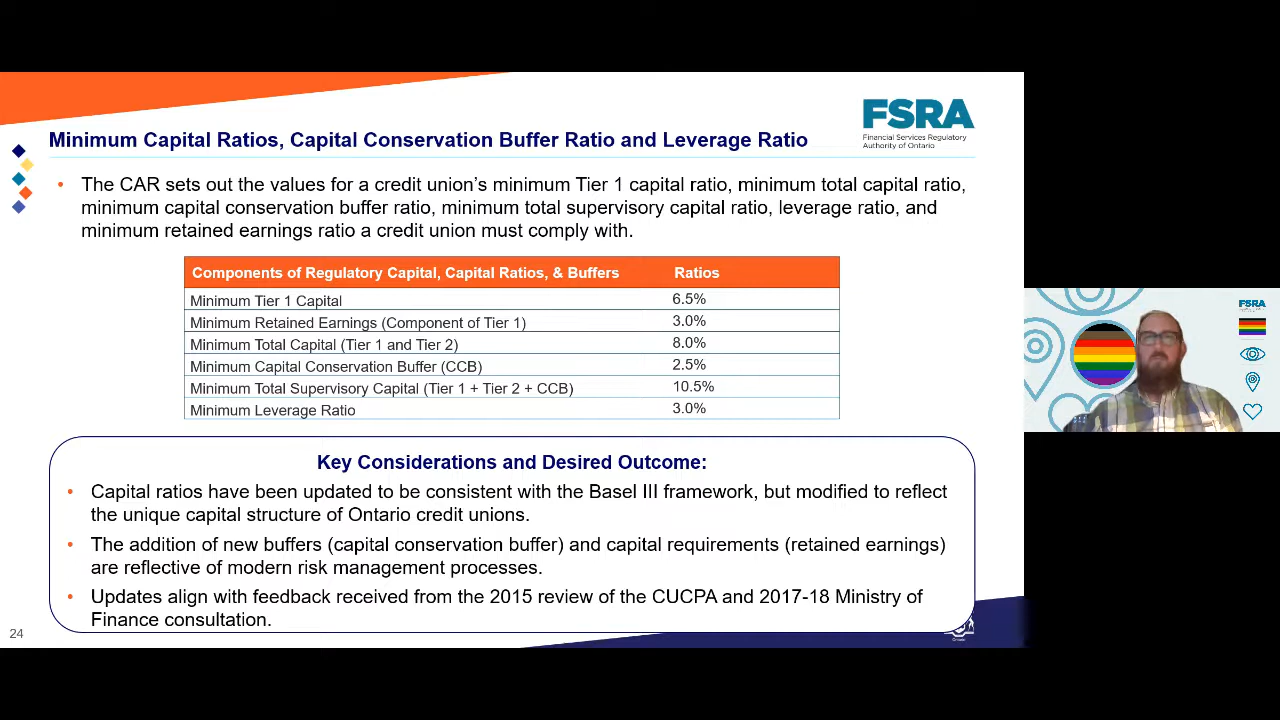 FSRA
Financial Services Regulatory
Authority of Ontario
Minimum Capital Ratios, Capital Conservation Buffer Ratio and Leverage Ratio
• The CAR sets out the values for a credit union's minimum Tier 1 capital ratio, minimum total capital ratio,
minimum capital conservation buffer ratio, minimum total supervisory capital ratio, leverage ratio, and
minimum retained earnings ratio a credit union must comply with.
Components of Regulatory Capital, Capital Ratios, & Buffers Ratios
Minimum Tier 1 Capital 6.5%
Minimum Retained Earnings (Component of Tier 1) 3.0%
Minimum Total Capital (Tier 1 and Tier 2) 8.0%
Minimum Capital Conservation Buffer (CCB) 2.5%
Minimum Total Supervisory Capital (Tier 1 + Tier 2 + CCB) 10.5%
Minimum Leverage Ratio 3.0%
Key Considerations and Desired Outcome:
• Capital ratios have been updated to be consistent with the Basel III framework, but modified to reflect
the unique capital structure of Ontario credit unions.
• The addition of new buffers (capital conservation buffer) and capital requirements (retained earnings)
are reflective of modern risk management processes.
• Updates align with feedback received from the 2015 review of the CUCPA and 2017-18 Ministry of
Finance consultation.
24
Ontario
FSRA